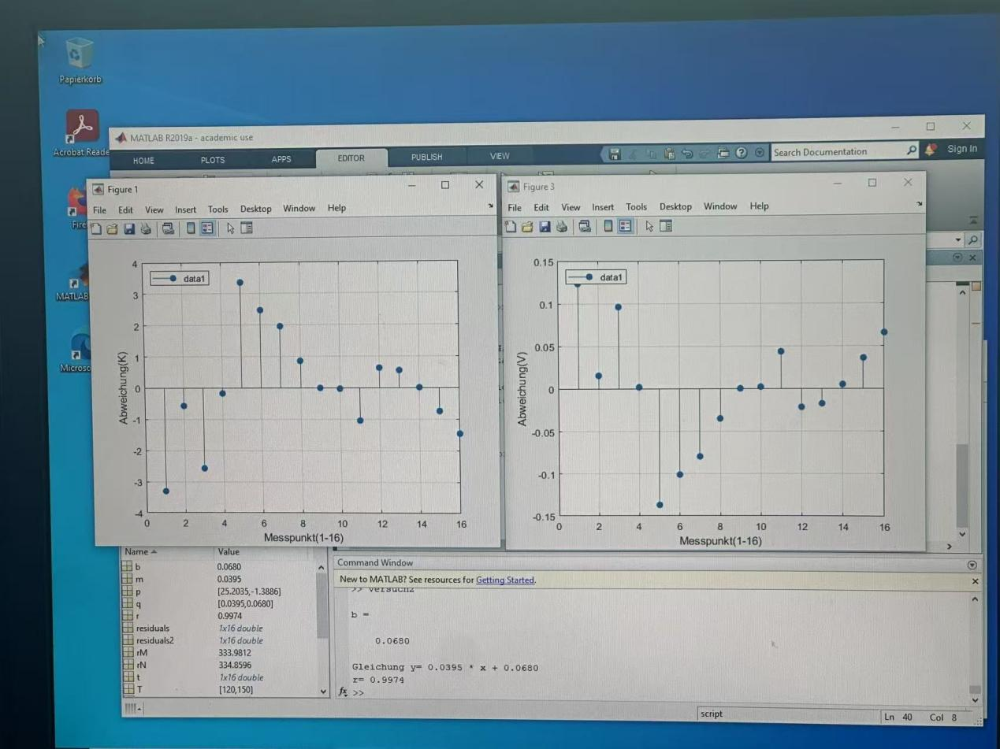 Papierkorb
Acrobat Reade
Fire
MATLAB
Microso
MATLAB R2019a - academic use
HOME PLOTS APPS EDITOR PUBLISH VIEW
Search Documentation
Sign In
Figure 1
File Edit View Insert Tools Desktop Window Help
data1
4
3
2
1
0
-1
-2
-3
-4
Abweichung(K)
0 2 4 6 8 10 12 14 16
Messpunkt(1-16)
Figure 3
File Edit View Insert Tools Desktop Window Help
data1
0.15
0.1
0.05
0
-0.05
-0.1
-0.15
Abweichung(V)
0 2 4 6 8 10 12 14 16
Messpunkt(1-16)
Name Value
b 0.0680
m 0.0395
p [25.2035,-1.3886]
q [0.0395,0.0680]
r 0.9974
residuals 1x16 double
residuals2 1x16 double
rM 333.9812
rN 334.8596
t 1x16 double
T [120,150]
Command Window
New to MATLAB? See resources for Getting Started.
>> versuch2
b =
0.0680
Gleichung y= 0.0395 * x + 0.0680
r= 0.9974
fx >>
script
Ln 40 Col 8